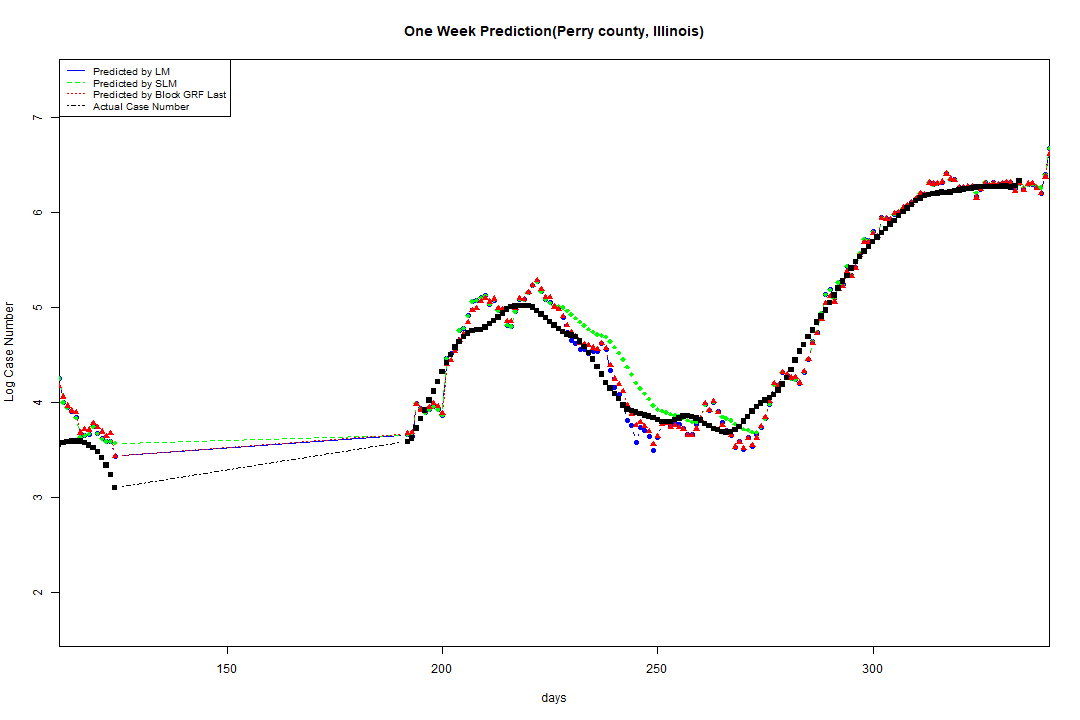 One Week Prediction(Perry county, Illinois)
Predicted by LM
Predicted by SLM
Predicted by Block GRF Last
Actual Case Number
7
6
5
4
3
2
Log Case Number
150 200 250 300
days